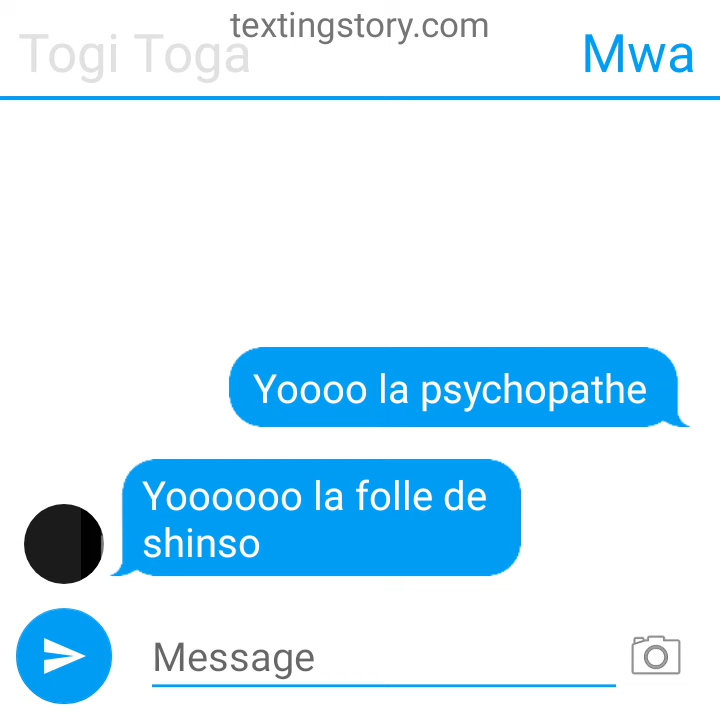 textingstory.com
Togi Toga
Mwa
Yoooo la psychopathe
Yoooooo la folle de
shinso
Message